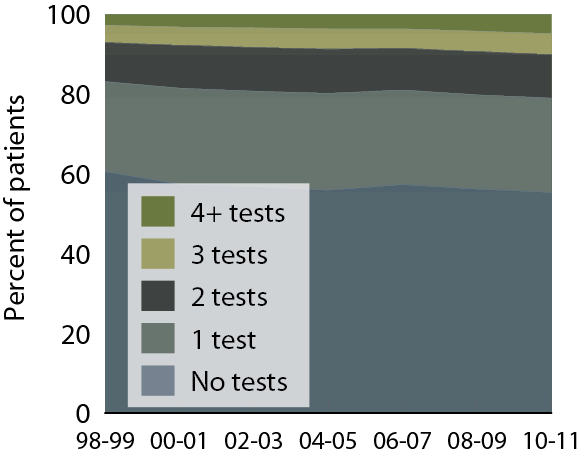 Percent of patients
100
80
60
40
20
0
4+ tests
3 tests
2 tests
1 test
No tests
98-99 00-01 02-03 04-05 06-07 08-09 10-11